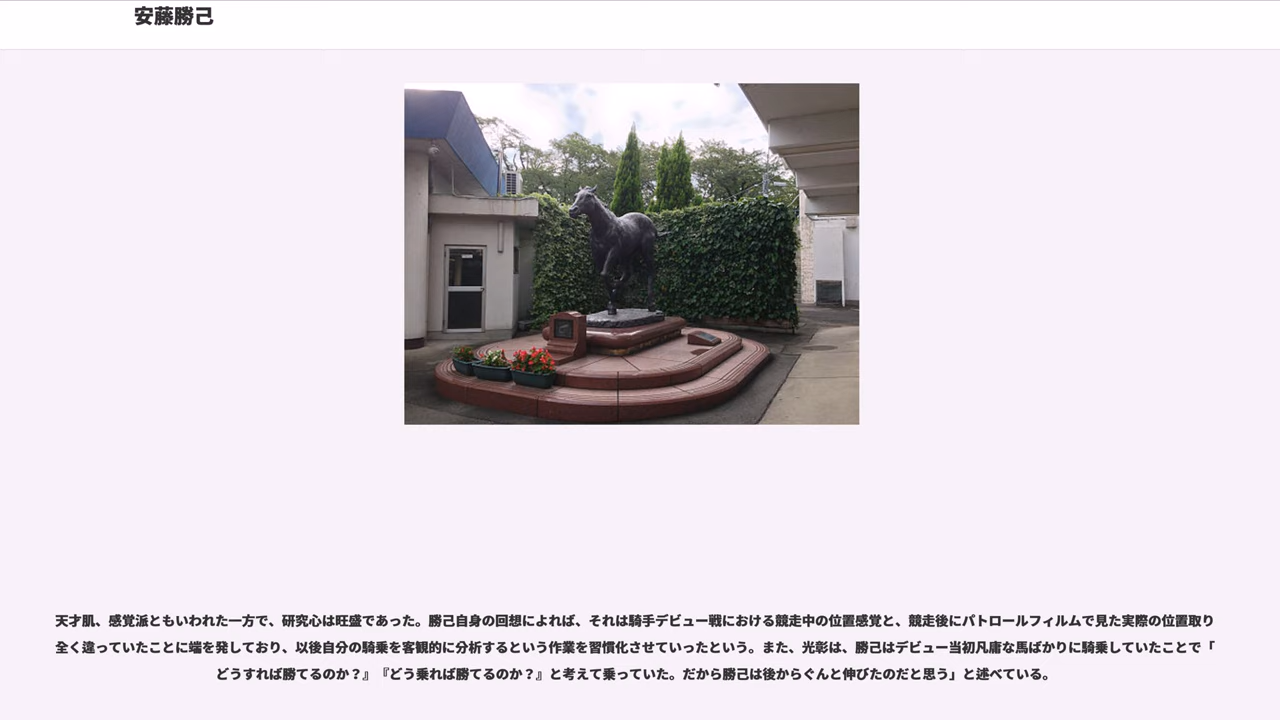 安藤勝己
天才肌、感覚派ともいわれた一方で、研究心は旺盛であった。勝己自身の回想によれば、それは騎手デビュー戦における競走中の位置感覚と、競走後にパトロールフィルムで見た実際の位置取り
全く違っていたことに端を発しており、以後自分の騎乗を客観的に分析するという作業を習慣化させていったという。また、光彰は、勝己はデビュー当初凡庸な馬ばかりに騎乗していたことで「
どうすれば勝てるのか？』『どう乗れば勝てるのか？』と考えて乗っていた。だから勝己は後からぐんと伸びたのだと思う」と述べている。